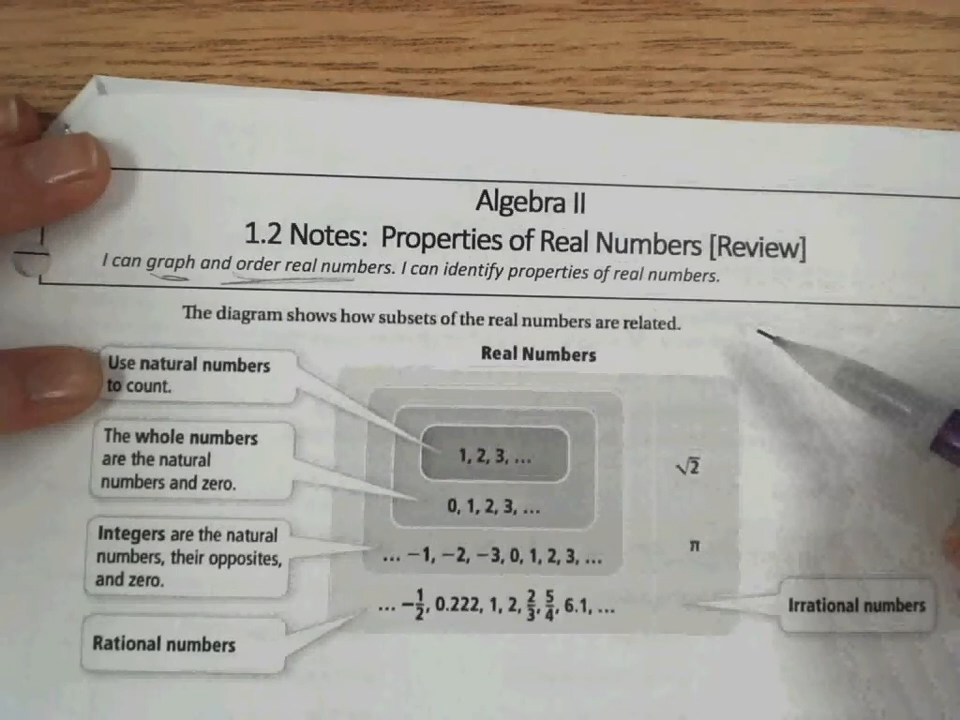 Algebra II
1.2 Notes: Properties of Real Numbers [Review]
I can graph and order real numbers. I can identify properties of real numbers.
The diagram shows how subsets of the real numbers are related.
Real Numbers
Use natural numbers
to count.
1, 2, 3, ...
The whole numbers
are the natural
numbers and zero.
√2
0, 1, 2, 3, ...
Integers are the natural
numbers, their opposites,
and zero.
... −1, −2, −3, 0, 1, 2, 3, ...
π
... −1/2, 0.222, 1, 2, 2/3, 5/4, 6.1, ...
Irrational numbers
Rational numbers